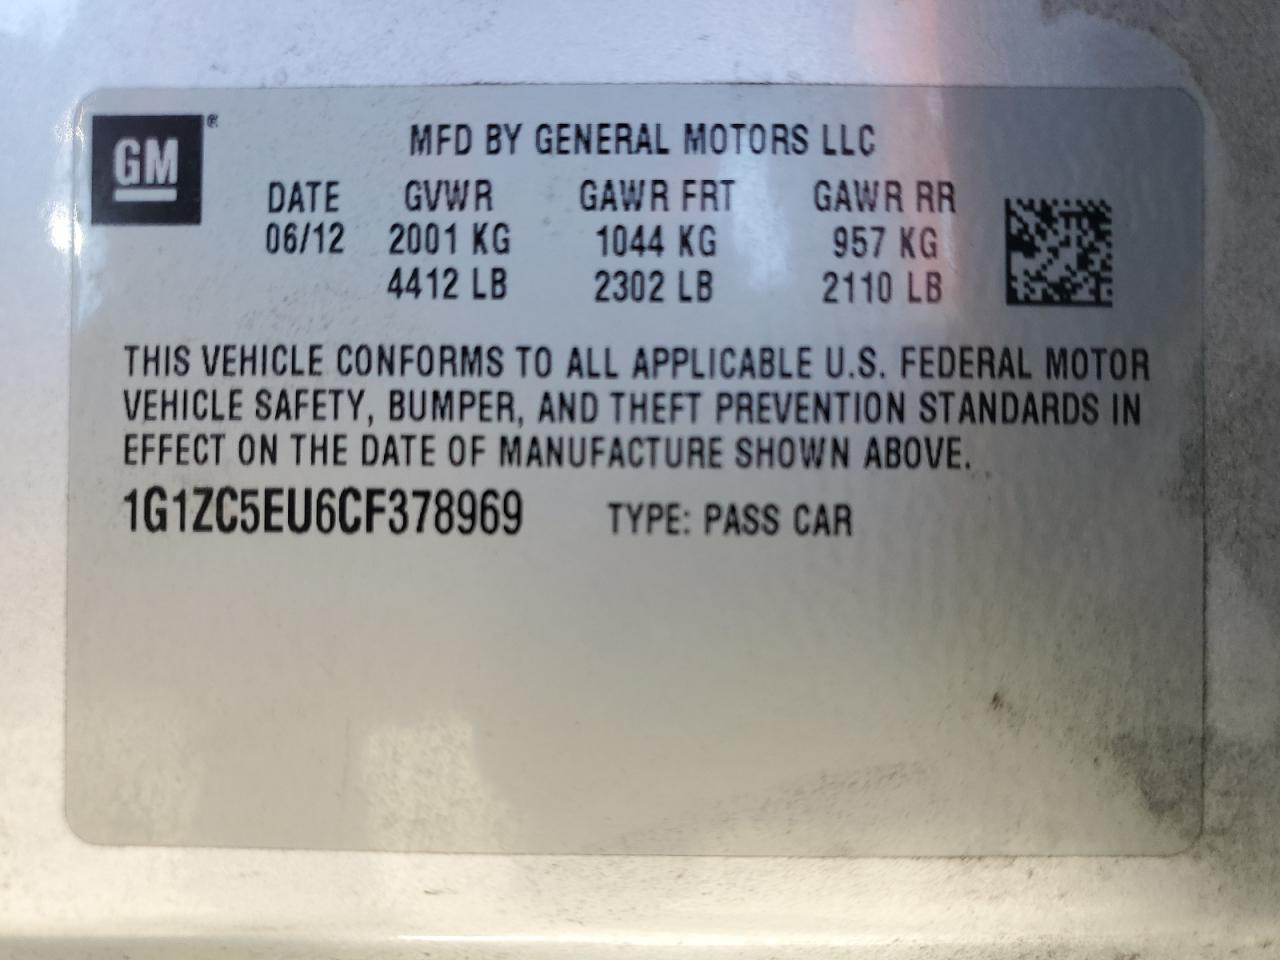 GM®
MFD BY GENERAL MOTORS LLC
DATE GVWR GAWR FRT GAWR RR
06/12 2001 KG 1044 KG 957 KG
4412 LB 2302 LB 2110 LB
THIS VEHICLE CONFORMS TO ALL APPLICABLE U.S. FEDERAL MOTOR
VEHICLE SAFETY, BUMPER, AND THEFT PREVENTION STANDARDS IN
EFFECT ON THE DATE OF MANUFACTURE SHOWN ABOVE.
1G1ZC5EU6CF378969 TYPE: PASS CAR